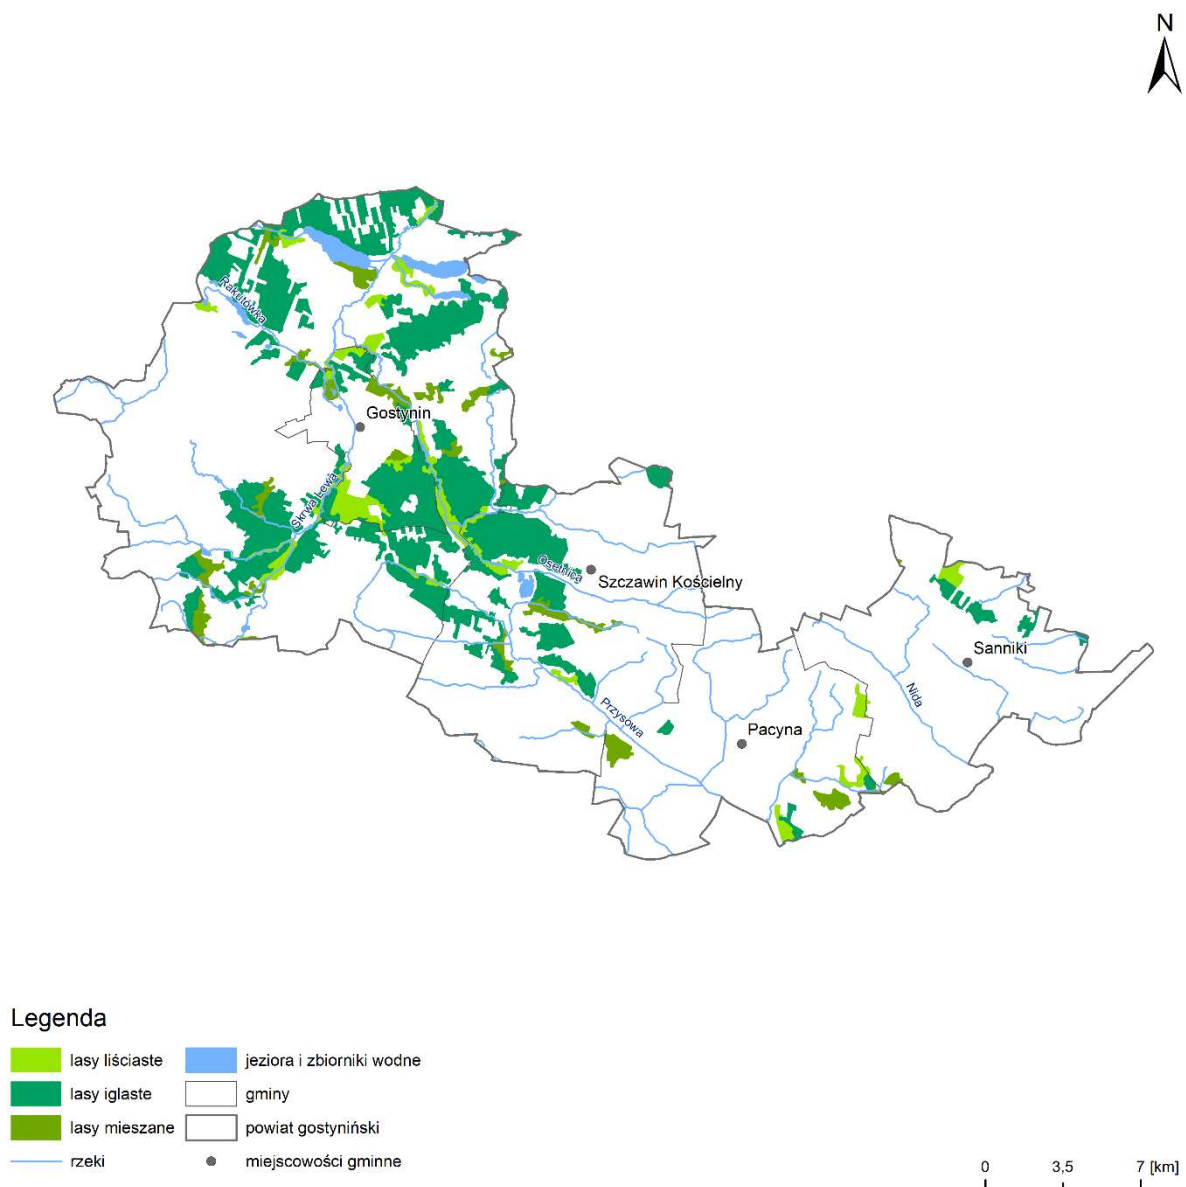 N
Rakutówka
Gostynin
Skrwa Lewa
Osetnica
Szczawin Kościelny
Sanniki
Nida
Przysowa
Pacyna
Legenda
lasy liściaste
jeziora i zbiorniki wodne
lasy iglaste
gminy
lasy mieszane
powiat gostyniński
rzeki
miejscowości gminne
0 3,5 7 [km]